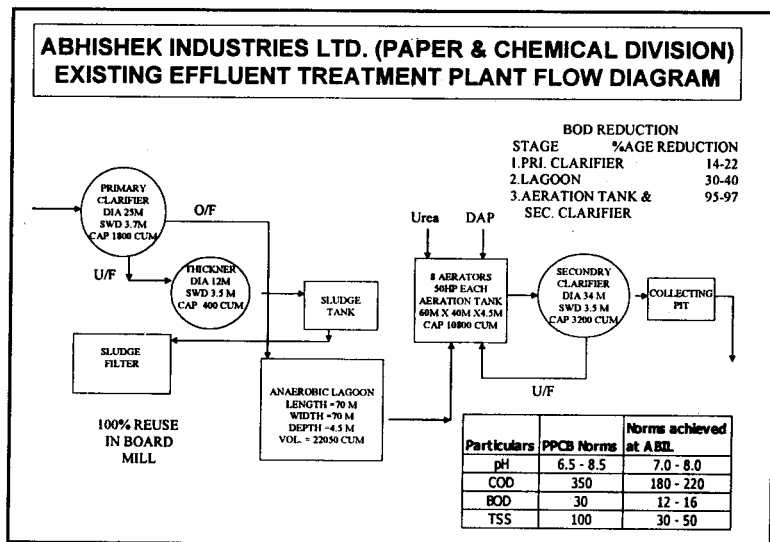 ABHISHEK INDUSTRIES LTD. (PAPER & CHEMICAL DIVISION)
EXISTING EFFLUENT TREATMENT PLANT FLOW DIAGRAM
BOD REDUCTION
STAGE %AGE REDUCTION
1.PRI. CLARIFIER 14-22
2.LAGOON 30-40
3.AERATION TANK & 95-97
SEC. CLARIFIER
PRIMARY
CLARIFIER
DIA 25M
SWD 3.7M
CAP 1800 CUM
O/F
U/F
THICKNER
DIA 12M
SWD 3.5 M
CAP 400 CUM
SLUDGE
TANK
SLUDGE
FILTER
100% REUSE
IN BOARD
MILL
ANAEROBIC LAGOON
LENGTH =70 M
WIDTH =70 M
DEPTH =4.5 M
VOL. = 22050 CUM
Urea DAP
8 AERATORS
50HP EACH
AERATION TANK
60M X 40M X4.5M
CAP 10800 CUM
SECONDRY
CLARIFIER
DIA 34 M
SWD 3.5 M
CAP 3200 CUM
COLLECTING
PIT
U/F
Particulars PPCB Norms Norms achieved at ABIL
pH 6.5 - 8.5 7.0 - 8.0
COD 350 180 - 220
BOD 30 12 - 16
TSS 100 30 - 50